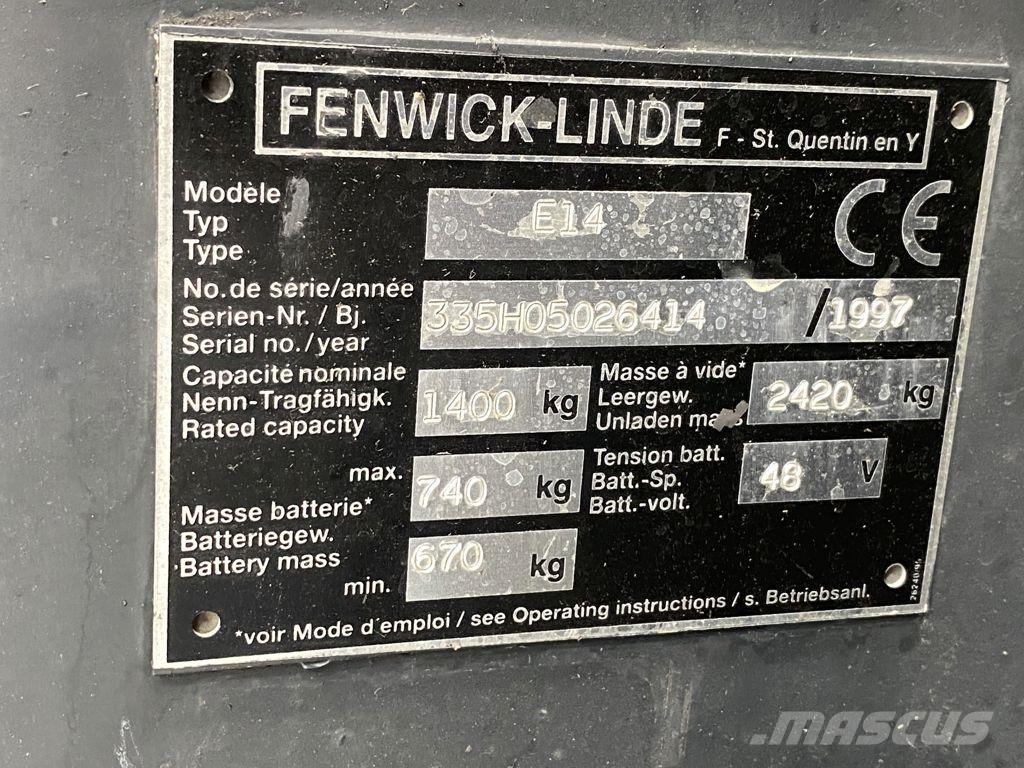 FENWICK-LINDE F - St. Quentin en Y
Modèle
Typ
Type
E14
CE
No. de série/année
Serien-Nr. / Bj.
Serial no./year
335H05026414 /1997
Capacité nominale
Nenn-Tragfähigk.
Rated capacity
1400 kg
Masse à vide*
Leergew.
Unladen mass
2420 kg
max.
740 kg
Tension batt.
Batt.-Sp.
Batt.-volt.
48 V
Masse batterie*
Batteriegew.
Battery mass
min.
670 kg
*voir Mode d'emploi / see Operating instructions / s. Betriebsanl.
MASCUS